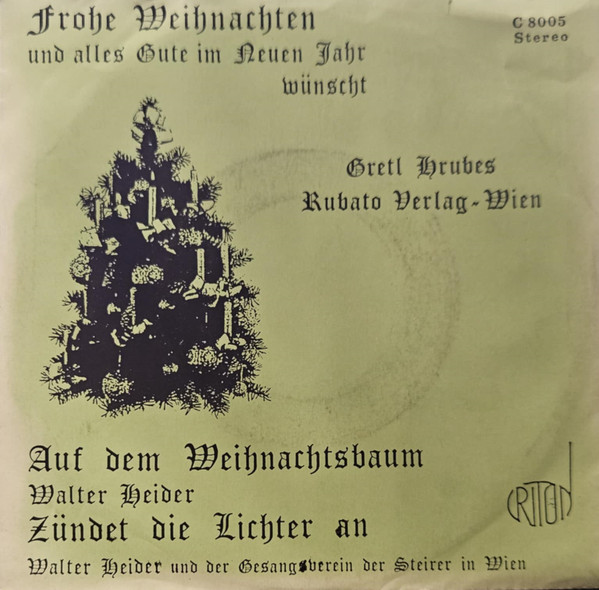 Frohe Weihnachten
C 8005
Stereo
und alles Gute im Neuen Jahr
wünscht
Gretl Hrubes
Rubato Verlag-Wien
Auf dem Weihnachtsbaum
Walter Heider
Zündet die Lichter an
CRITON
Walter Heider und der Gesangsverein der Steirer in Wien